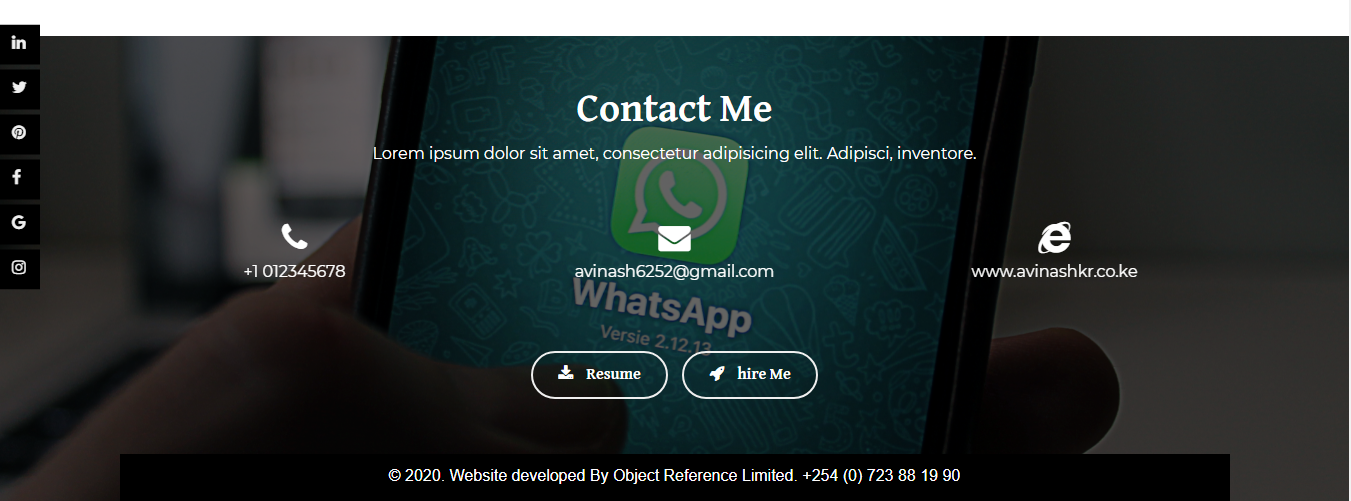 Contact Me
Lorem ipsum dolor sit amet, consectetur adipisicing elit. Adipisci, inventore.
+1 012345678
avinash6252@gmail.com
www.avinashkr.co.ke
WhatsApp
Versie 2.12.13
Resume
hire Me
© 2020. Website developed By Object Reference Limited. +254 (0) 723 88 19 90